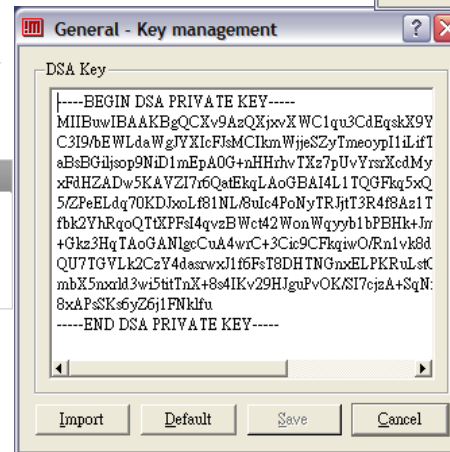 General - Key management
DSA Key
----BEGIN DSA PRIVATE KEY-----
MIIBuwIBAAKBgQCXv9AzQXjxvXWC1qu3CdEqskX9Y
C3I9/bEWLdaWgJYXIcFJsMCIkmWjjeSZyTmeoypI1iLifT
aBsBGiljsop9NiD1mEpA0G+nHHrhvTXz7pUvYrsrXcdMy
xFdHZADw5KAVZI7r6QatEkqLAoGBAI4L1TQGFkq5xQ
5/ZPeELdq70KDJxoLf81NL/8uIc4PoNyTRJjtT3R4f8Az1T
fbk2YhRqoQTtXPFsI4qvzBWct42WonWqyyb1bPBHk+Jm
+Gkz3HqTAoGANlgcCuA4wrC+3Cic9CFkqiwO/Rn1vk8d
QU7TGVLk2CzY4dasrwxJ1f6FsT8DHTNGnxELPKRuLstC
mbX5nxrld3wi5titTnX+8s4IKv29HJguPvOK/SI7cjzA+SqN
8xAPsSKs6yZ6j1FNklfu
-----END DSA PRIVATE KEY-----
Import Default Save Cancel